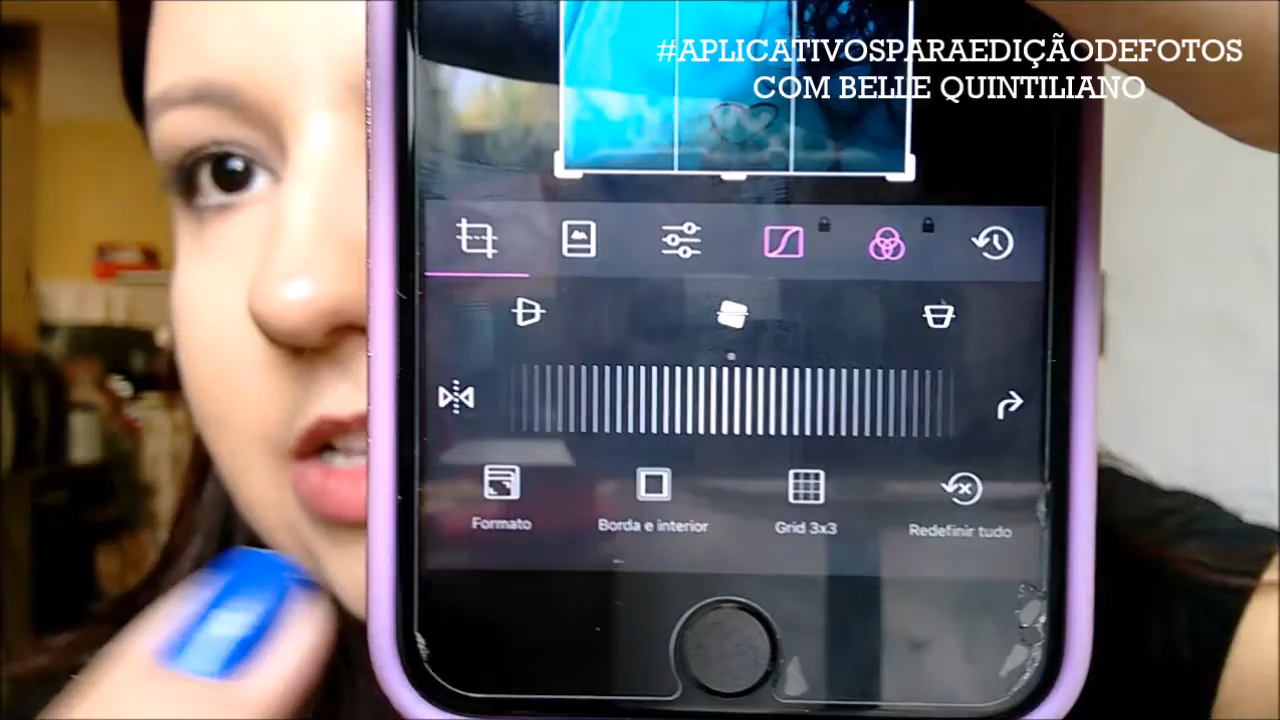 #APLICATIVOSPARAEDIÇÃODEFOTOS
COM BELLE QUINTILIANO
Formato
Borda e interior
Grid 3x3
Redefinir tudo